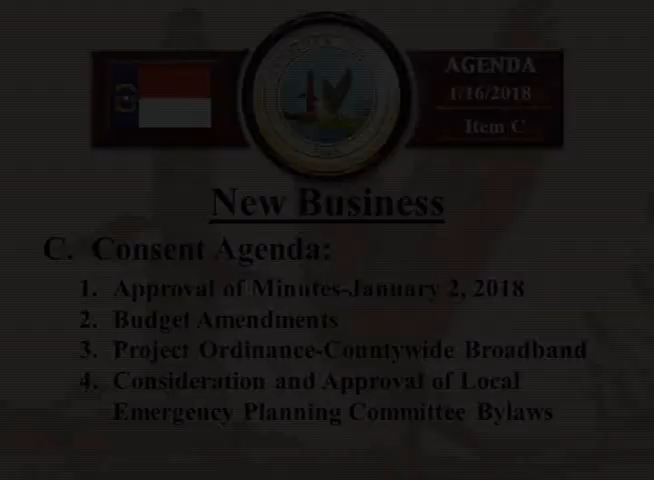 AGENDA
1/16/2018
Item C
New Business
C. Consent Agenda:
1. Approval of Minutes-January 2, 2018
2. Budget Amendments
3. Project Ordinance-Countywide Broadband
4. Consideration and Approval of Local
Emergency Planning Committee Bylaws